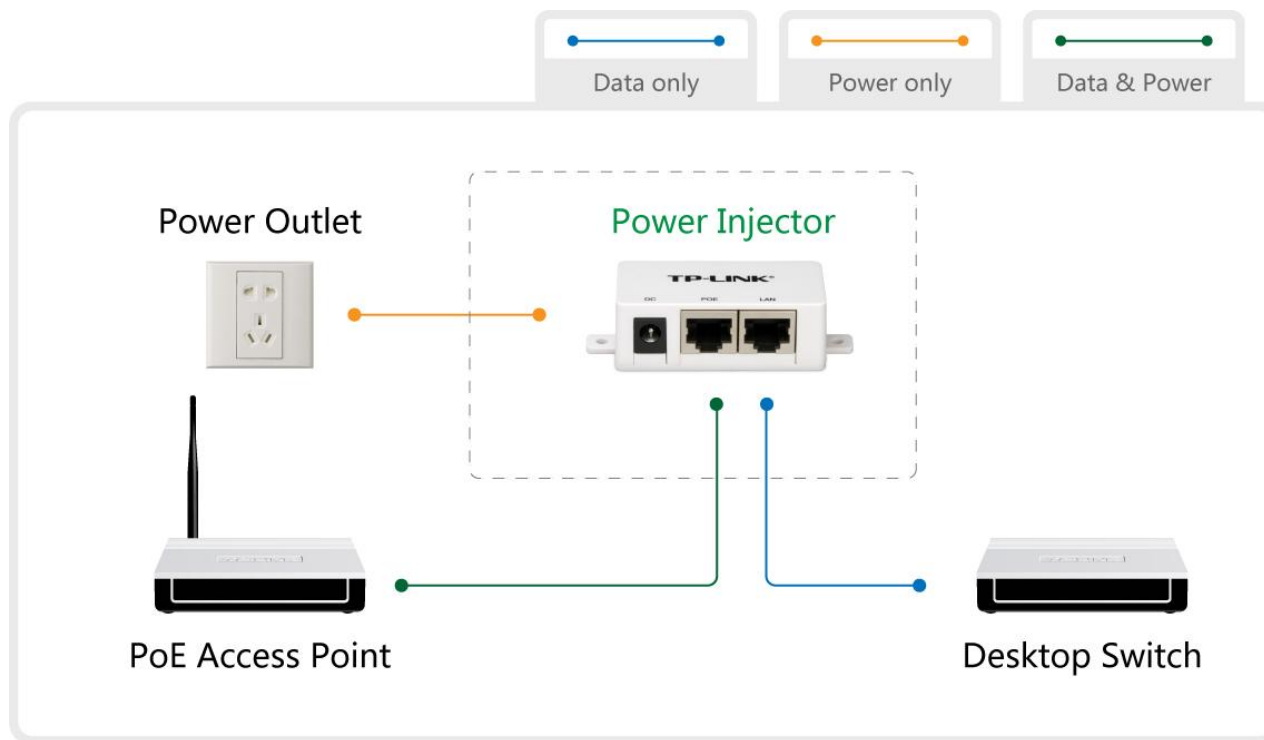 Data only
Power only
Data & Power
Power Outlet
Power Injector
TP-LINK®
DC
POE
LAN
PoE Access Point
Desktop Switch